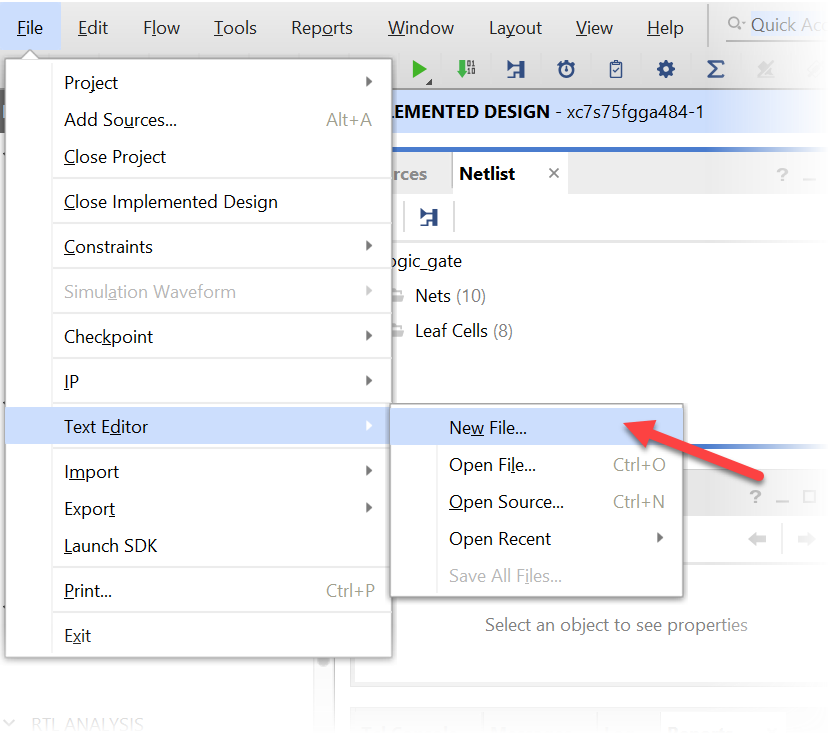 File Edit Flow Tools Reports Window Layout View Help Quick Acc
Project
Add Sources... Alt+A
Close Project
Close Implemented Design
Constraints
Simulation Waveform
Checkpoint
IP
Text Editor
Import
Export
Launch SDK
Print... Ctrl+P
Exit
New File...
Open File... Ctrl+O
Open Source... Ctrl+N
Open Recent
Save All Files...
LEMENTED DESIGN - xc7s75fgga484-1
rces Netlist
ogic_gate
Nets (10)
Leaf Cells (8)
Select an object to see properties
RTL ANALYSIS